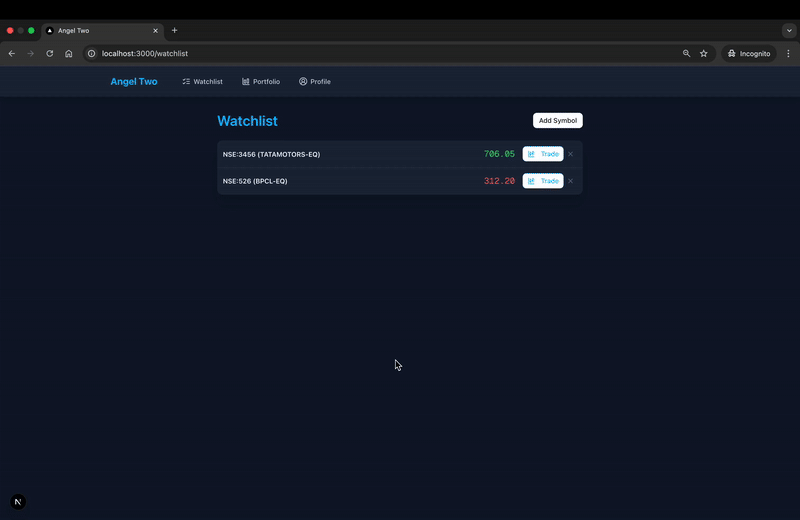 Angel Two
localhost:3000/watchlist
Incognito
Angel Two Watchlist Portfolio Profile
Watchlist Add Symbol
NSE:3456 (TATAMOTORS-EQ) 706.05 Trade
NSE:526 (BPCL-EQ) 312.20 Trade
N